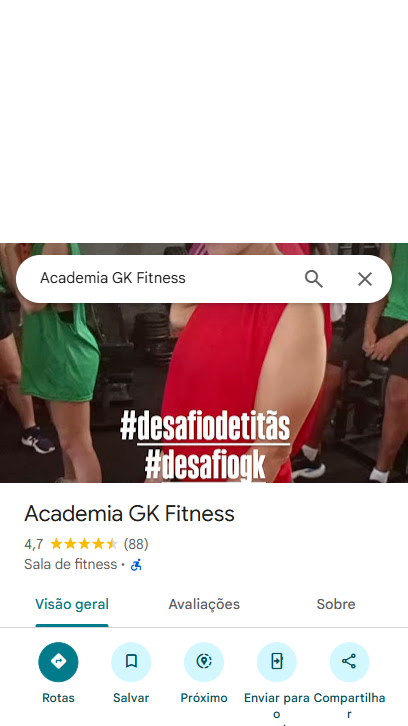 Academia GK Fitness
#desafiodetitãs
#desafiogk
Academia GK Fitness
4,7 (88)
Sala de fitness ·
Visão geral Avaliações Sobre
Rotas Salvar Próximo Enviar para o Compartilhar